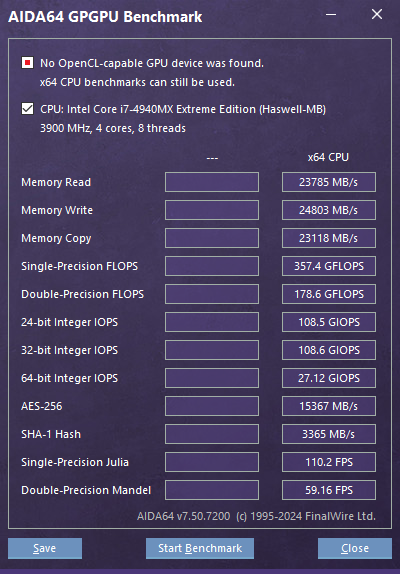 AIDA64 GPGPU Benchmark
No OpenCL-capable GPU device was found.
x64 CPU benchmarks can still be used.
CPU: Intel Core i7-4940MX Extreme Edition (Haswell-MB)
3900 MHz, 4 cores, 8 threads
--- x64 CPU
Memory Read 23785 MB/s
Memory Write 24803 MB/s
Memory Copy 23118 MB/s
Single-Precision FLOPS 357.4 GFLOPS
Double-Precision FLOPS 178.6 GFLOPS
24-bit Integer IOPS 108.5 GIOPS
32-bit Integer IOPS 108.6 GIOPS
64-bit Integer IOPS 27.12 GIOPS
AES-256 15367 MB/s
SHA-1 Hash 3365 MB/s
Single-Precision Julia 110.2 FPS
Double-Precision Mandel 59.16 FPS
AIDA64 v7.50.7200 (c) 1995-2024 FinalWire Ltd.
Save Start Benchmark Close